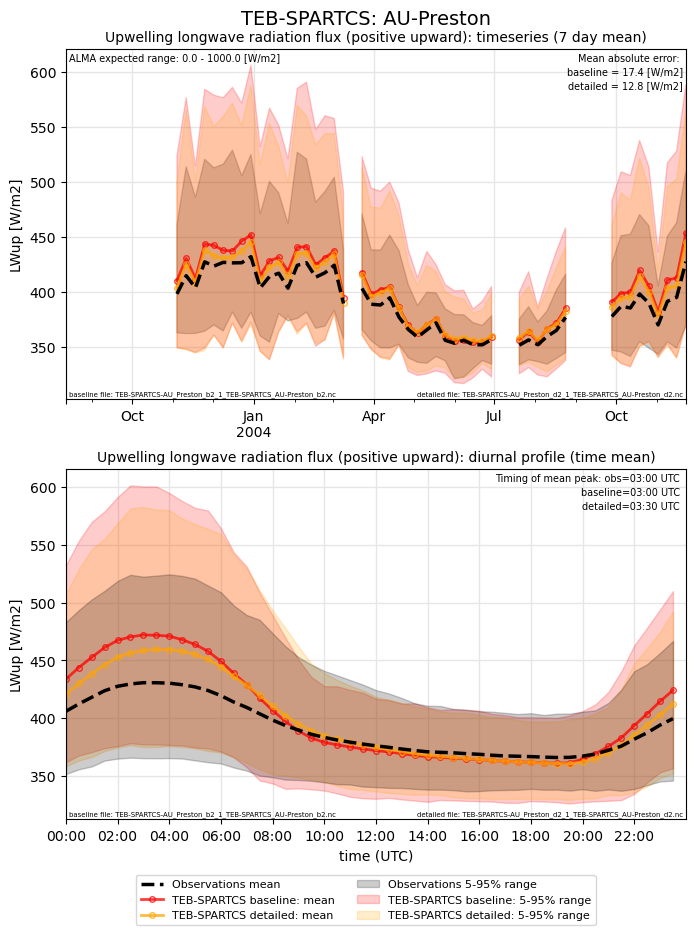 TEB-SPARTCS: AU-Preston
Upwelling longwave radiation flux (positive upward): timeseries (7 day mean)
ALMA expected range: 0.0 - 1000.0 [W/m2]
Mean absolute error:
baseline = 17.4 [W/m2]
detailed = 12.8 [W/m2]
600
550
500
450
400
350
LWup [W/m2]
baseline file: TEB-SPARTCS-AU_Preston_b2_1_TEB-SPARTCS_AU-Preston_b2.nc
detailed file: TEB-SPARTCS-AU_Preston_d2_1_TEB-SPARTCS_AU-Preston_d2.nc
Oct Jan Apr Jul Oct
2004
Upwelling longwave radiation flux (positive upward): diurnal profile (time mean)
Timing of mean peak: obs=03:00 UTC
baseline=03:00 UTC
detailed=03:30 UTC
600
550
500
450
400
350
LWup [W/m2]
baseline file: TEB-SPARTCS-AU_Preston_b2_1_TEB-SPARTCS_AU-Preston_b2.nc
detailed file: TEB-SPARTCS-AU_Preston_d2_1_TEB-SPARTCS_AU-Preston_d2.nc
00:00 02:00 04:00 06:00 08:00 10:00 12:00 14:00 16:00 18:00 20:00 22:00
time (UTC)
Observations mean
TEB-SPARTCS baseline: mean
TEB-SPARTCS detailed: mean
Observations 5-95% range
TEB-SPARTCS baseline: 5-95% range
TEB-SPARTCS detailed: 5-95% range